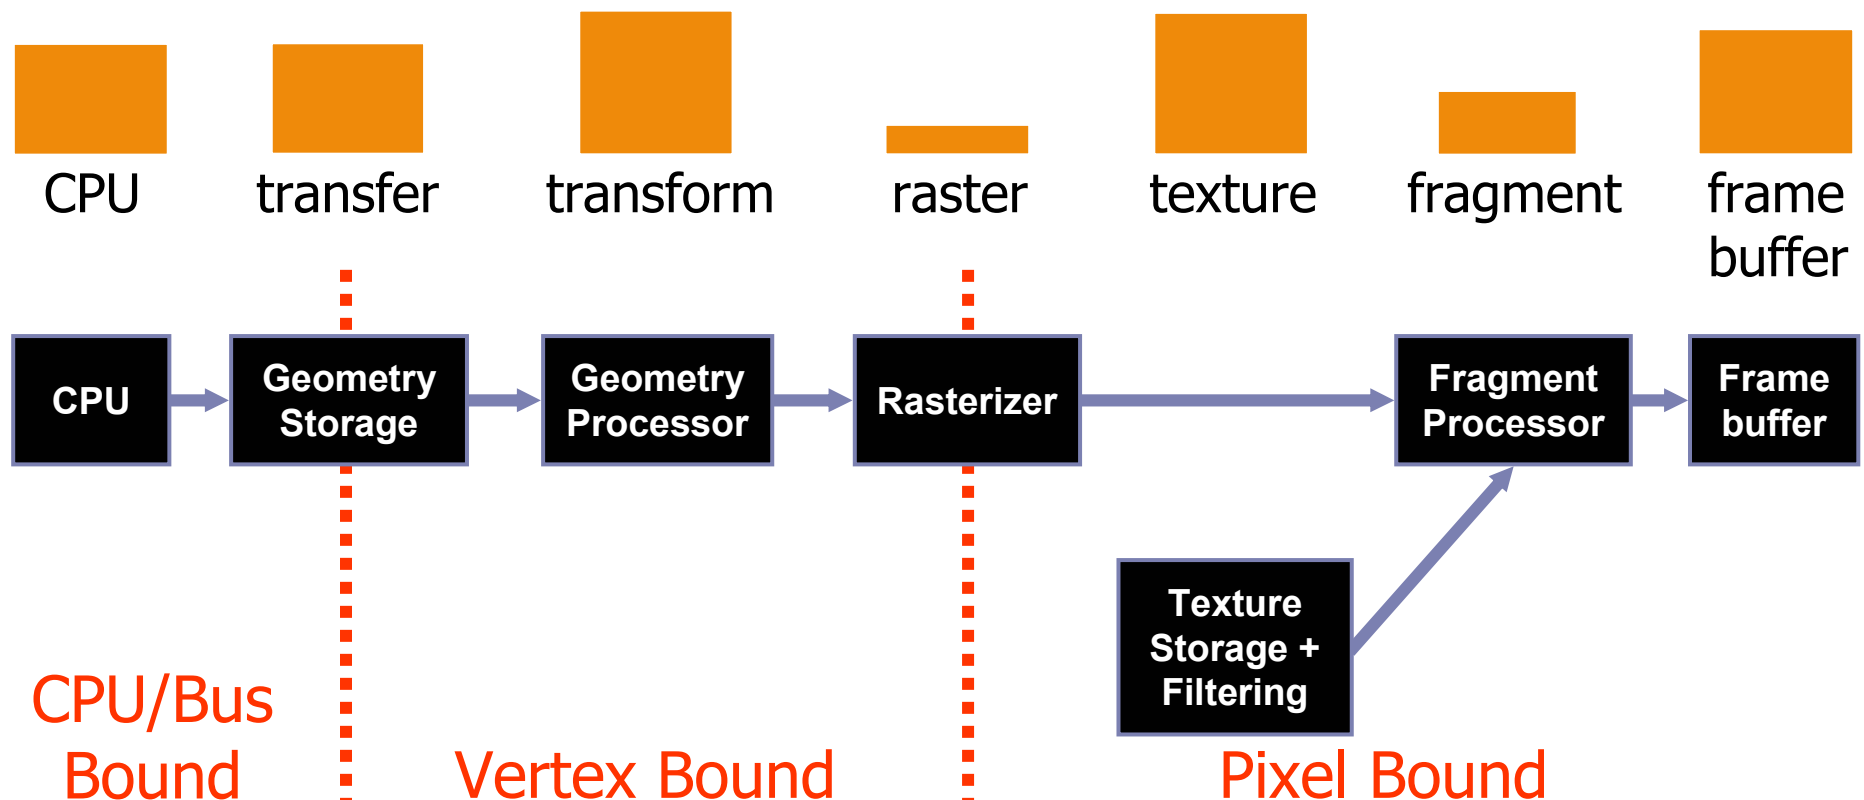 CPU
transfer
transform
raster
texture
fragment
frame
buffer
CPU
Geometry
Storage
Geometry
Processor
Rasterizer
Fragment
Processor
Frame
buffer
Texture
Storage +
Filtering
CPU/Bus
Bound
Vertex Bound
Pixel Bound